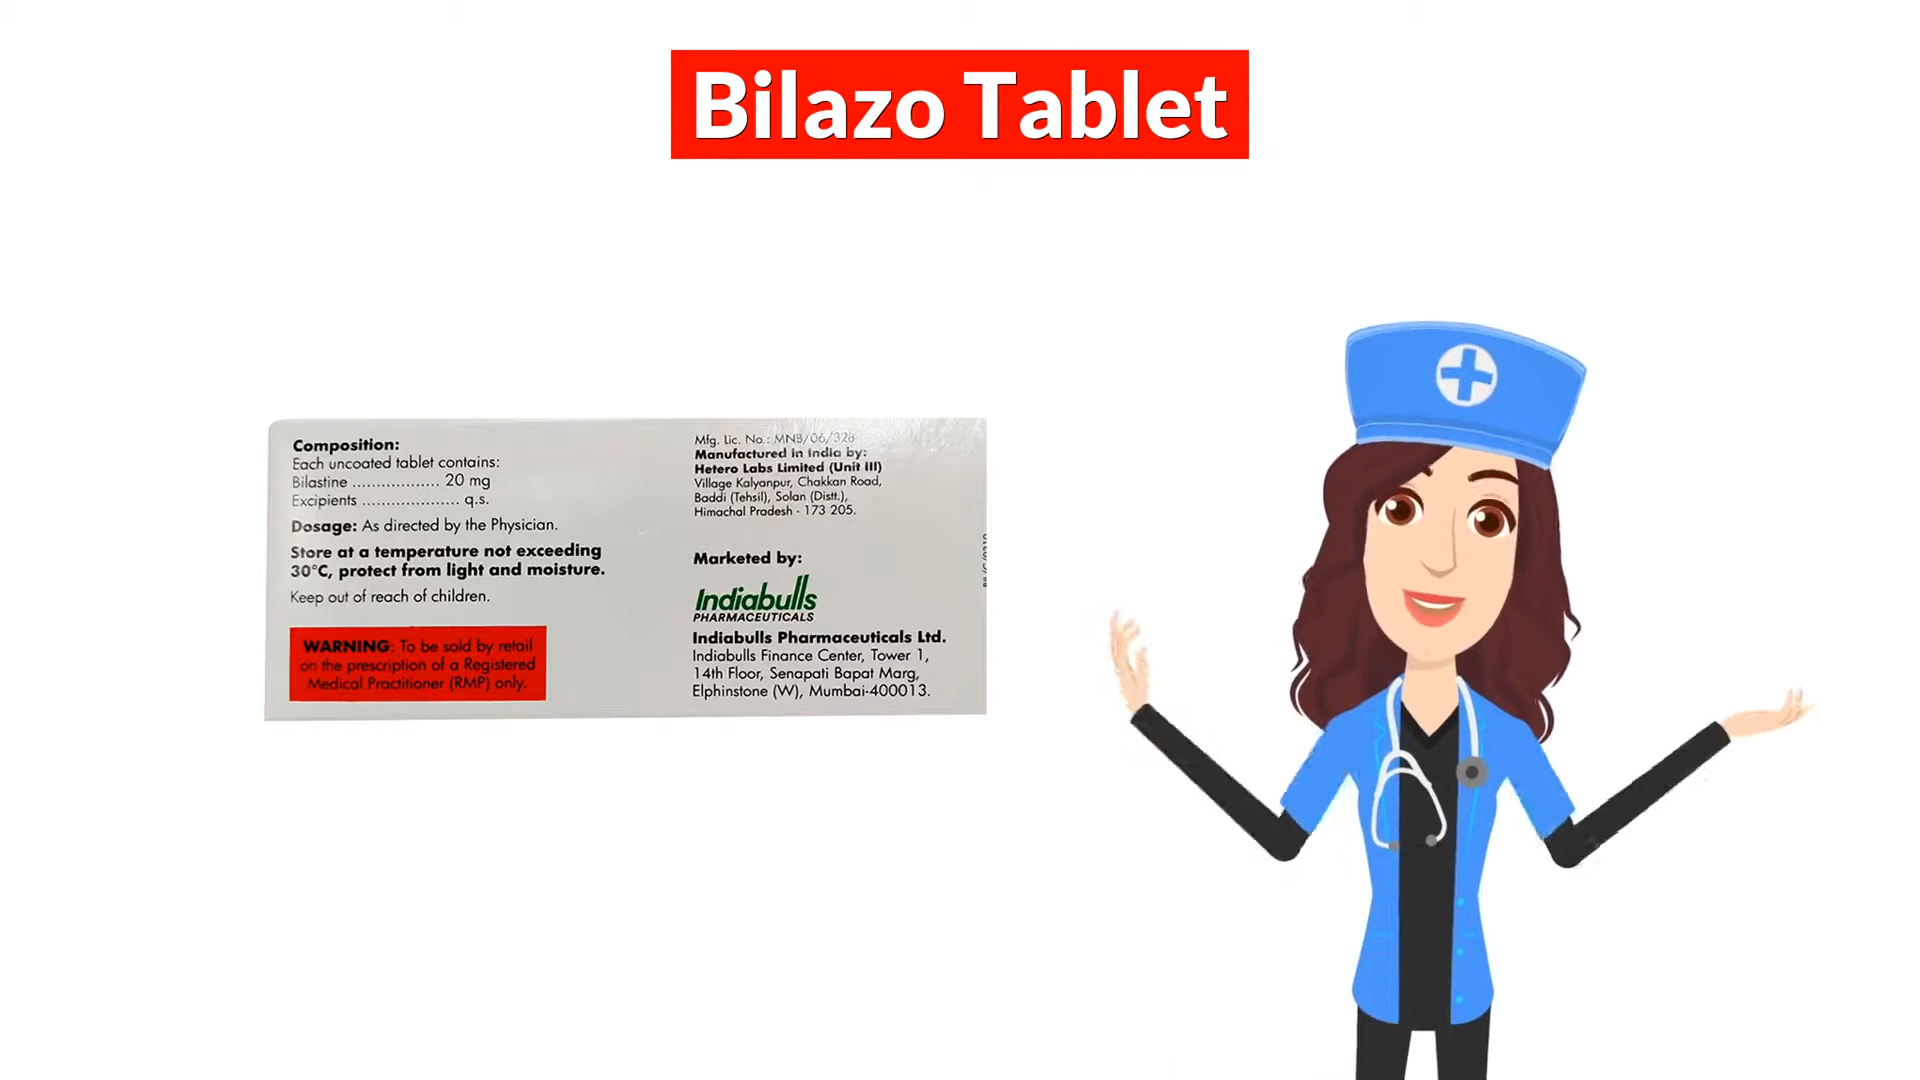 Bilazo Tablet
Composition:
Each uncoated tablet contains:
Bilastine .................. 20 mg
Excipients .................... q.s.
Dosage: As directed by the Physician.
Store at a temperature not exceeding
30°C, protect from light and moisture.
Keep out of reach of children.
WARNING: To be sold by retail
on the prescription of a Registered
Medical Practitioner (RMP) only.
Mfg. Lic. No.: MNB/06/328
Manufactured in India by:
Hetero Labs Limited (Unit III)
Village Kalyanpur, Chakkan Road,
Baddi (Tehsil), Solan (Distt.),
Himachal Pradesh - 173 205.
Marketed by:
Indiabulls
PHARMACEUTICALS
Indiabulls Pharmaceuticals Ltd.
Indiabulls Finance Center, Tower 1,
14th Floor, Senapati Bapat Marg,
Elphinstone (W), Mumbai-400013.